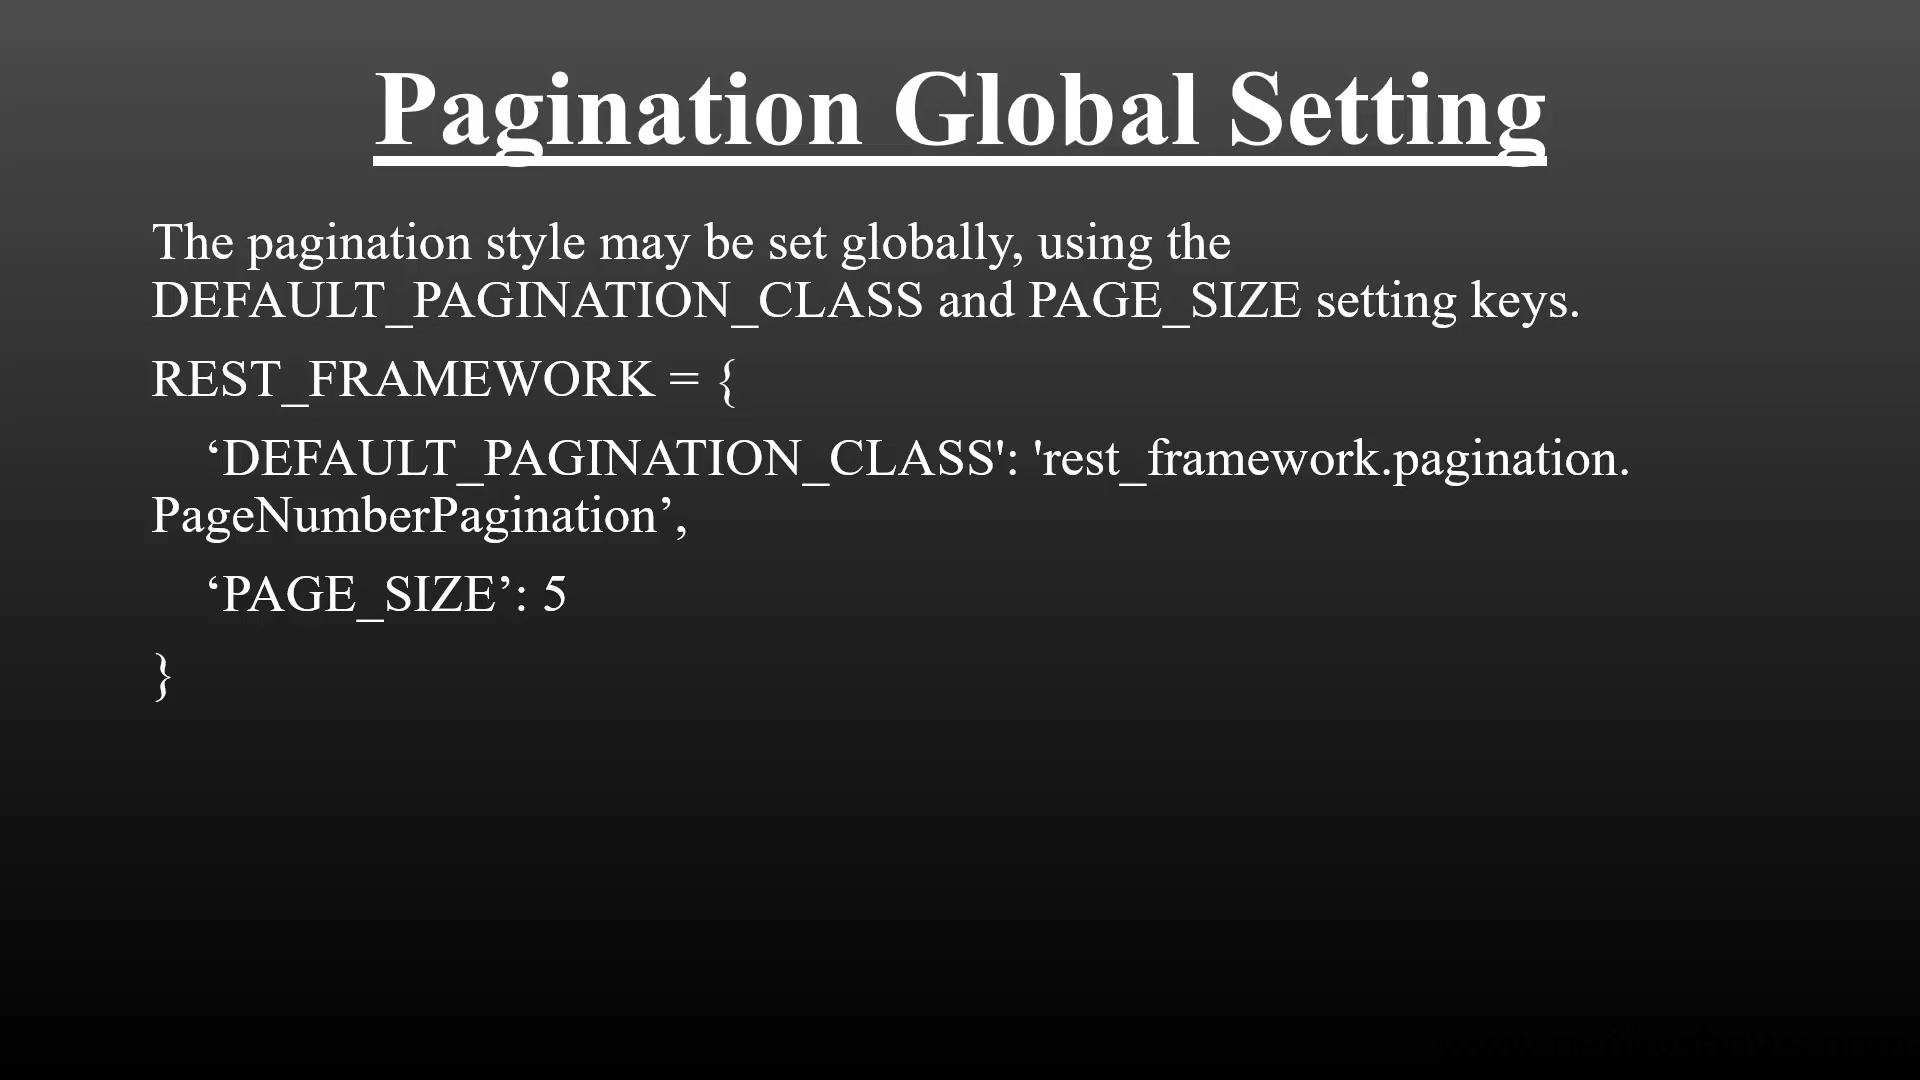 Pagination Global Setting
The pagination style may be set globally, using the
DEFAULT_PAGINATION_CLASS and PAGE_SIZE setting keys.
REST_FRAMEWORK = {
‘DEFAULT_PAGINATION_CLASS': 'rest_framework.pagination.
PageNumberPagination’,
‘PAGE_SIZE’: 5
}